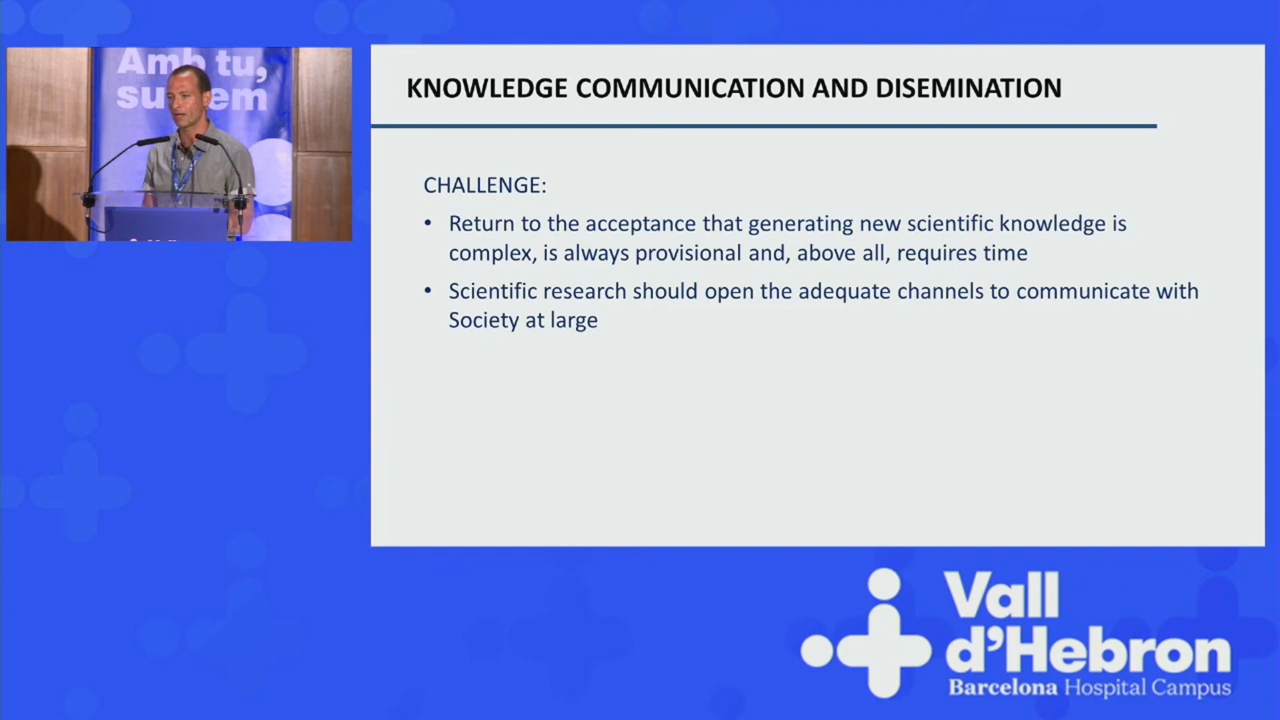 Amb tu,
KNOWLEDGE COMMUNICATION AND DISEMINATION
CHALLENGE:
• Return to the acceptance that generating new scientific knowledge is
complex, is always provisional and, above all, requires time
• Scientific research should open the adequate channels to communicate with
Society at large
Vall
d'Hebron
Barcelona Hospital Campus